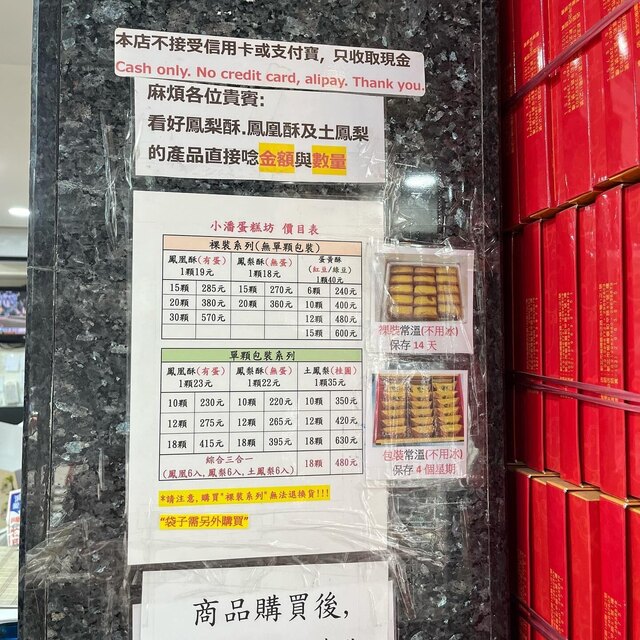 本店不接受信用卡或支付寶，只收取現金
Cash only. No credit card, alipay. Thank you.
麻煩各位貴賓:
看好鳳梨酥.鳳凰酥及土鳳梨
的產品直接唸金額與數量
小潘蛋糕坊 價目表
裸裝系列(無單顆包裝)
鳳凰酥(有蛋) 鳳梨酥(無蛋) 蛋黃酥
1顆19元 1顆18元 (紅豆/綠豆)
1顆40元
15顆 285元 15顆 270元 6顆 240元
20顆 380元 20顆 360元 10顆 400元
30顆 570元 12顆 480元
15顆 600元
單顆包裝系列
鳳凰酥(有蛋) 鳳梨酥(無蛋) 土鳳梨(桂圓)
1顆23元 1顆22元 1顆35元
10顆 230元 10顆 220元 10顆 350元
12顆 275元 12顆 265元 12顆 420元
18顆 415元 18顆 395元 18顆 630元
綜合三合一
(鳳凰6入,鳳梨6入,土鳳梨6入) 18顆 480元
*請注意,購買"裸裝系列"無法退換貨!!!
"袋子需另外購買"
裸裝常溫(不用冰)
保存 14 天
包裝常溫(不用冰)
保存 4 個星期
商品購買後,